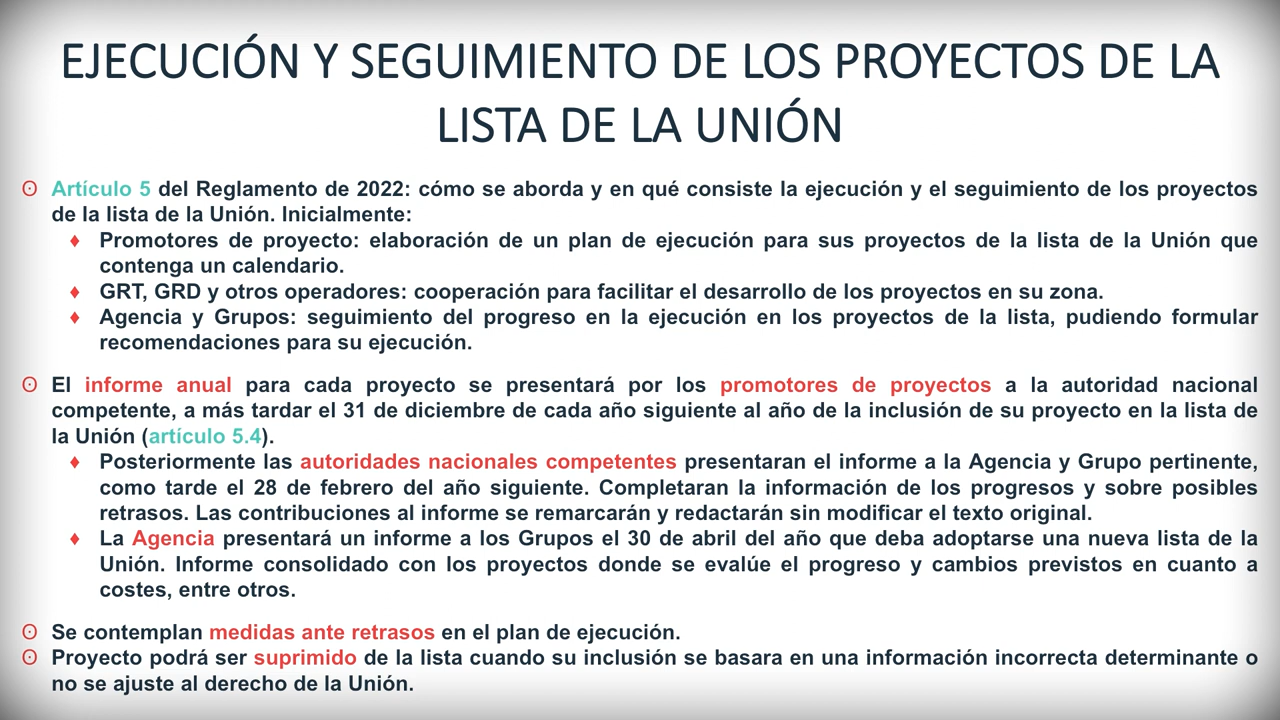 EJECUCIÓN Y SEGUIMIENTO DE LOS PROYECTOS DE LA
LISTA DE LA UNIÓN
Artículo 5 del Reglamento de 2022: cómo se aborda y en qué consiste la ejecución y el seguimiento de los proyectos
de la lista de la Unión. Inicialmente:
Promotores de proyecto: elaboración de un plan de ejecución para sus proyectos de la lista de la Unión que
contenga un calendario.
GRT, GRD y otros operadores: cooperación para facilitar el desarrollo de los proyectos en su zona.
Agencia y Grupos: seguimiento del progreso en la ejecución en los proyectos de la lista, pudiendo formular
recomendaciones para su ejecución.
El informe anual para cada proyecto se presentará por los promotores de proyectos a la autoridad nacional
competente, a más tardar el 31 de diciembre de cada año siguiente al año de la inclusión de su proyecto en la lista de
la Unión (artículo 5.4).
Posteriormente las autoridades nacionales competentes presentaran el informe a la Agencia y Grupo pertinente,
como tarde el 28 de febrero del año siguiente. Completaran la información de los progresos y sobre posibles
retrasos. Las contribuciones al informe se remarcarán y redactarán sin modificar el texto original.
La Agencia presentará un informe a los Grupos el 30 de abril del año que deba adoptarse una nueva lista de la
Unión. Informe consolidado con los proyectos donde se evalúe el progreso y cambios previstos en cuanto a
costes, entre otros.
Se contemplan medidas ante retrasos en el plan de ejecución.
Proyecto podrá ser suprimido de la lista cuando su inclusión se basara en una información incorrecta determinante o
no se ajuste al derecho de la Unión.